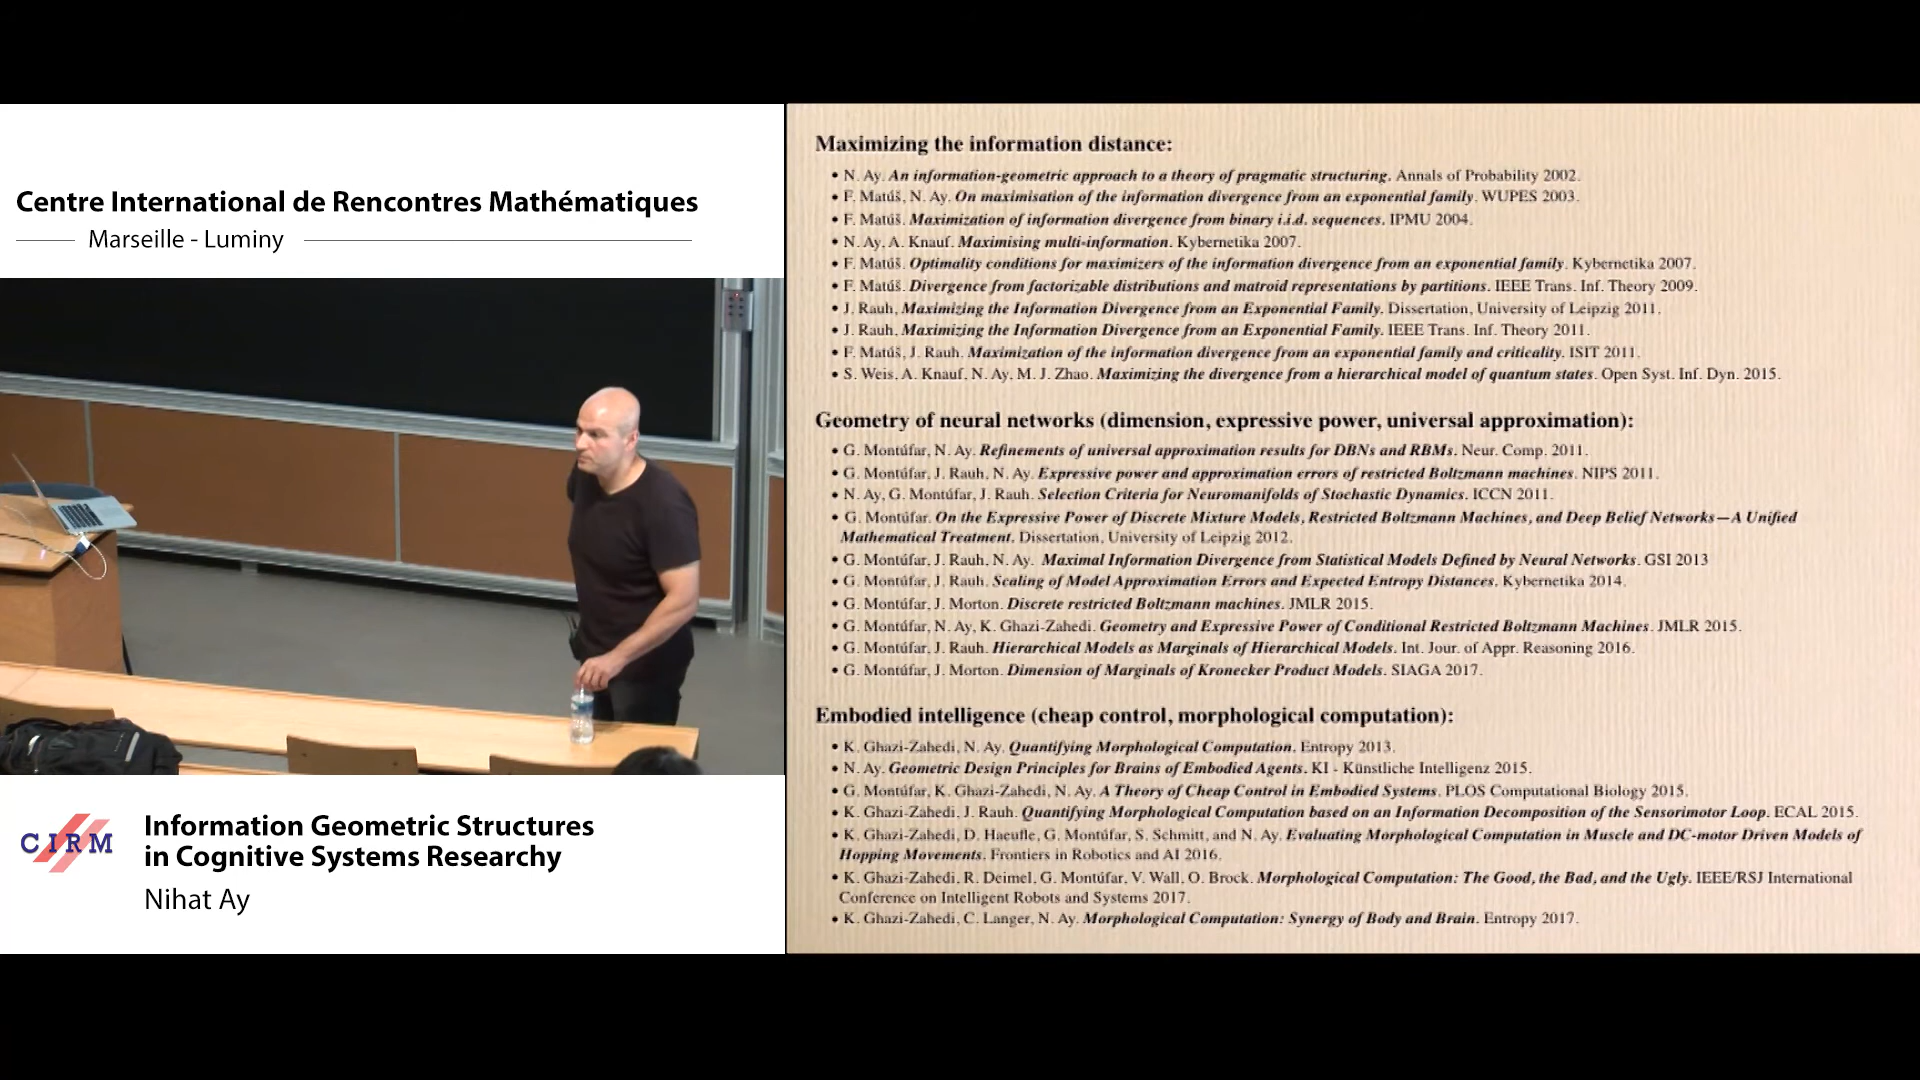 Centre International de Rencontres Mathématiques
Marseille - Luminy
CIRM
Information Geometric Structures
in Cognitive Systems Researchy
Nihat Ay
Maximizing the information distance:
• N. Ay. An information-geometric approach to a theory of pragmatic structuring. Annals of Probability 2002.
• F. Matúš, N. Ay. On maximisation of the information divergence from an exponential family. WUPES 2003.
• F. Matúš. Maximization of information divergence from binary i.i.d. sequences. IPMU 2004.
• N. Ay, A. Knauf. Maximising multi-information. Kybernetika 2007.
• F. Matúš. Optimality conditions for maximizers of the information divergence from an exponential family. Kybernetika 2007.
• F. Matúš. Divergence from factorizable distributions and matroid representations by partitions. IEEE Trans. Inf. Theory 2009.
• J. Rauh, Maximizing the Information Divergence from an Exponential Family. Dissertation, University of Leipzig 2011.
• J. Rauh. Maximizing the Information Divergence from an Exponential Family. IEEE Trans. Inf. Theory 2011.
• F. Matúš, J. Rauh. Maximization of the information divergence from an exponential family and criticality. ISIT 2011.
• S. Weis, A. Knauf, N. Ay, M. J. Zhao. Maximizing the divergence from a hierarchical model of quantum states. Open Syst. Inf. Dyn. 2015.
Geometry of neural networks (dimension, expressive power, universal approximation):
• G. Montúfar, N. Ay. Refinements of universal approximation results for DBNs and RBMs. Neur. Comp. 2011.
• G. Montúfar, J. Rauh, N. Ay. Expressive power and approximation errors of restricted Boltzmann machines. NIPS 2011.
• N. Ay, G. Montúfar, J. Rauh. Selection Criteria for Neuromanifolds of Stochastic Dynamics. ICCN 2011.
• G. Montúfar. On the Expressive Power of Discrete Mixture Models, Restricted Boltzmann Machines, and Deep Belief Networks—A Unified
Mathematical Treatment. Dissertation, University of Leipzig 2012.
• G. Montúfar, J. Rauh, N. Ay. Maximal Information Divergence from Statistical Models Defined by Neural Networks. GSI 2013
• G. Montúfar, J. Rauh. Scaling of Model Approximation Errors and Expected Entropy Distances. Kybernetika 2014.
• G. Montúfar, J. Morton. Discrete restricted Boltzmann machines. JMLR 2015.
• G. Montúfar, N. Ay, K. Ghazi-Zahedi. Geometry and Expressive Power of Conditional Restricted Boltzmann Machines. JMLR 2015.
• G. Montúfar, J. Rauh. Hierarchical Models as Marginals of Hierarchical Models. Int. Jour. of Appr. Reasoning 2016.
• G. Montúfar, J. Morton. Dimension of Marginals of Kronecker Product Models. SIAGA 2017.
Embodied intelligence (cheap control, morphological computation):
• K. Ghazi-Zahedi, N. Ay. Quantifying Morphological Computation. Entropy 2013.
• N. Ay. Geometric Design Principles for Brains of Embodied Agents. KI - Künstliche Intelligenz 2015.
• G. Montúfar, K. Ghazi-Zahedi, N. Ay. A Theory of Cheap Control in Embodied Systems. PLOS Computational Biology 2015.
• K. Ghazi-Zahedi, J. Rauh. Quantifying Morphological Computation based on an Information Decomposition of the Sensorimotor Loop. ECAL 2015.
• K. Ghazi-Zahedi, D. Haeufle, G. Montúfar, S. Schmitt, and N. Ay. Evaluating Morphological Computation in Muscle and DC-motor Driven Models of
Hopping Movements. Frontiers in Robotics and AI 2016.
• K. Ghazi-Zahedi, R. Deimel, G. Montúfar, V. Wall, O. Brock. Morphological Computation: The Good, the Bad, and the Ugly. IEEE/RSJ International
Conference on Intelligent Robots and Systems 2017.
• K. Ghazi-Zahedi, C. Langer, N. Ay. Morphological Computation: Synergy of Body and Brain. Entropy 2017.